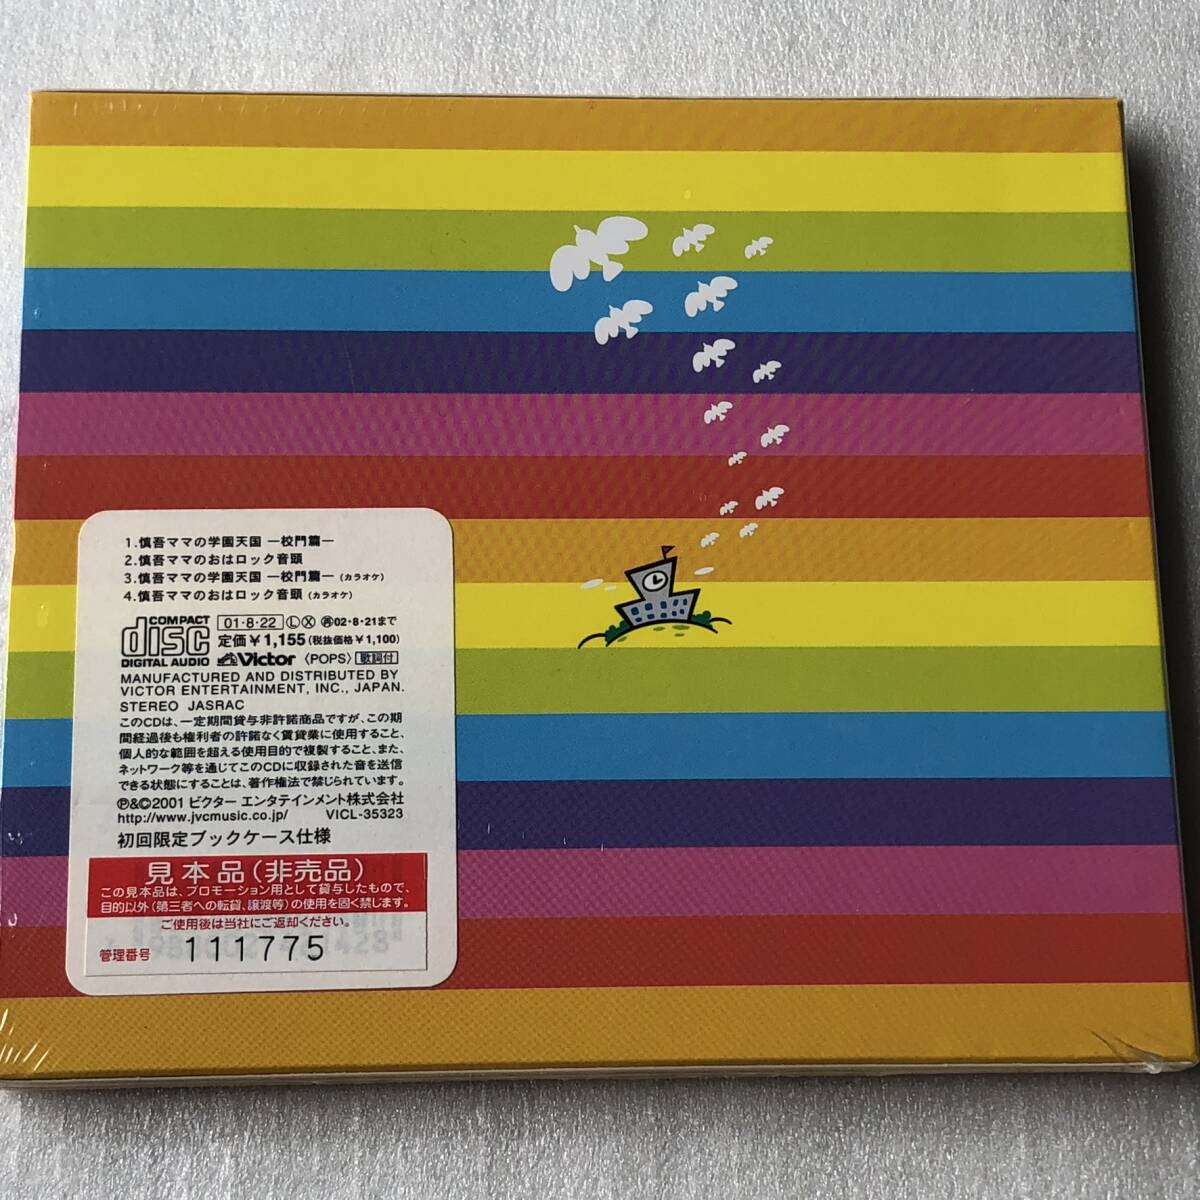 1.慎吾ママの学園天国 ―校門篇―
2.慎吾ママのおはロック音頭
3.慎吾ママの学園天国 ―校門篇― (カラオケ)
4.慎吾ママのおはロック音頭 (カラオケ)
COMPACT disc DIGITAL AUDIO
01・8・22 Ⓛ Ⓧ ㊢02・8・21まで
定価￥1,155(税抜価格￥1,100)
Victor 〈POPS〉 歌詞付
MANUFACTURED AND DISTRIBUTED BY
VICTOR ENTERTAINMENT, INC., JAPAN.
STEREO JASRAC
このCDは、一定期間貸与非許諾商品ですが、この期
間経過後も権利者の許諾なく賃貸業に使用すること、
個人的な範囲を超える使用目的で複製すること、また、
ネットワーク等を通じてこのCDに収録された音を送信
できる状態にすることは、著作権法で禁じられています。
Ⓟ&©2001 ビクター エンタテインメント株式会社
http://www.jvcmusic.co.jp/ VICL-35323
初回限定ブックケース仕様
見本品(非売品)
この見本品は、プロモーション用として貸与したもので、
目的以外(第三者への転貸、譲渡等)の使用を固く禁じます。
ご使用後は当社にご返却ください。
管理番号 111775